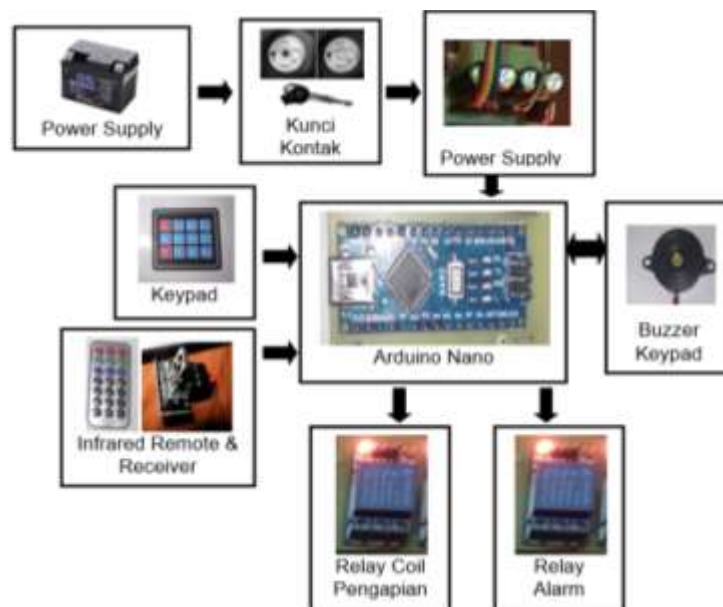 Power Supply
Kunci
Kontak
Power Supply
Keypad
Arduino Nano
Buzzer
Keypad
Infrared Remote &
Receiver
Relay Coil
Pengapian
Relay
Alarm